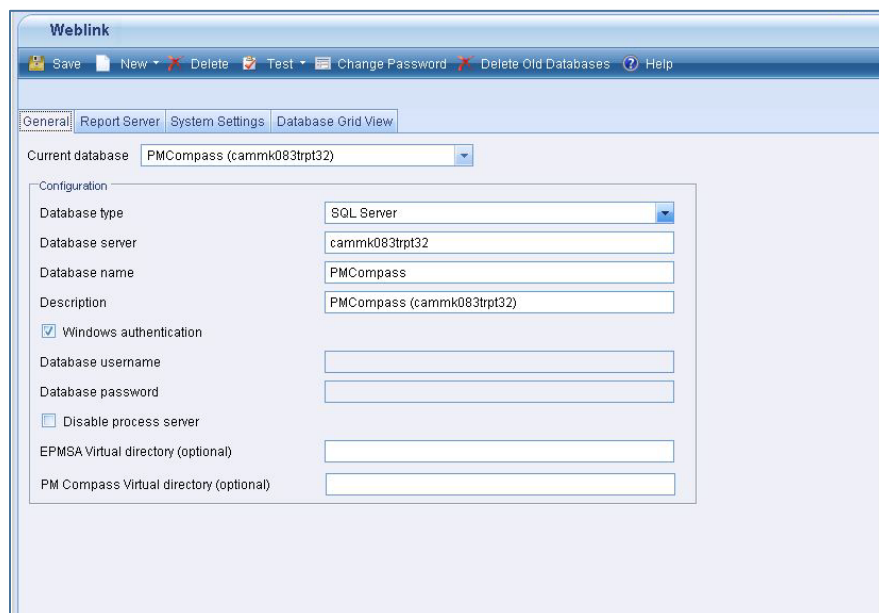 Weblink
Save New Delete Test Change Password Delete Old Databases Help
General Report Server System Settings Database Grid View
Current database PMCompass (cammk083trpt32)
Configuration
Database type SQL Server
Database server cammk083trpt32
Database name PMCompass
Description PMCompass (cammk083trpt32)
Windows authentication
Database username
Database password
Disable process server
EPMSA Virtual directory (optional)
PM Compass Virtual directory (optional)